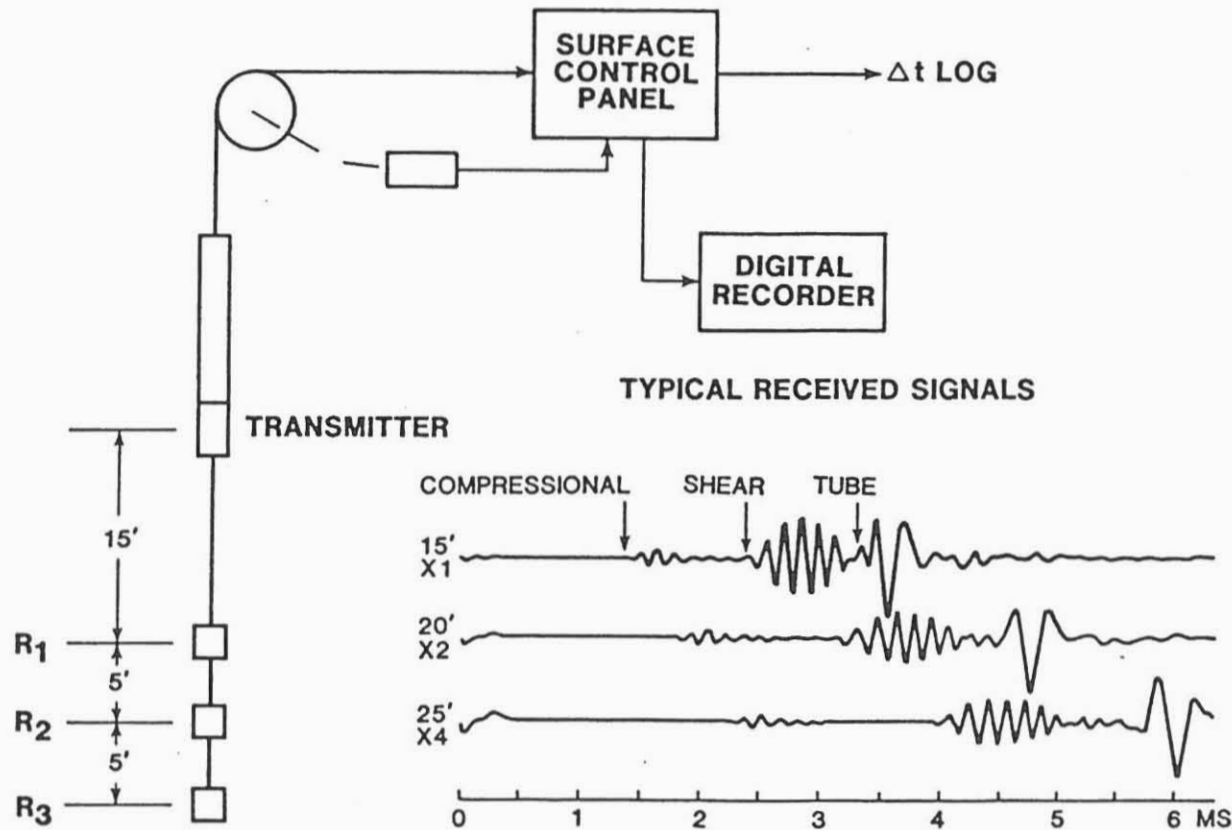 SURFACE
CONTROL
PANEL
Δt LOG
DIGITAL
RECORDER
TYPICAL RECEIVED SIGNALS
TRANSMITTER
COMPRESSIONAL SHEAR TUBE
15'
15'
X1
R1
20'
X2
5'
R2
25'
X4
5'
R3
0 1 2 3 4 5 6 MS